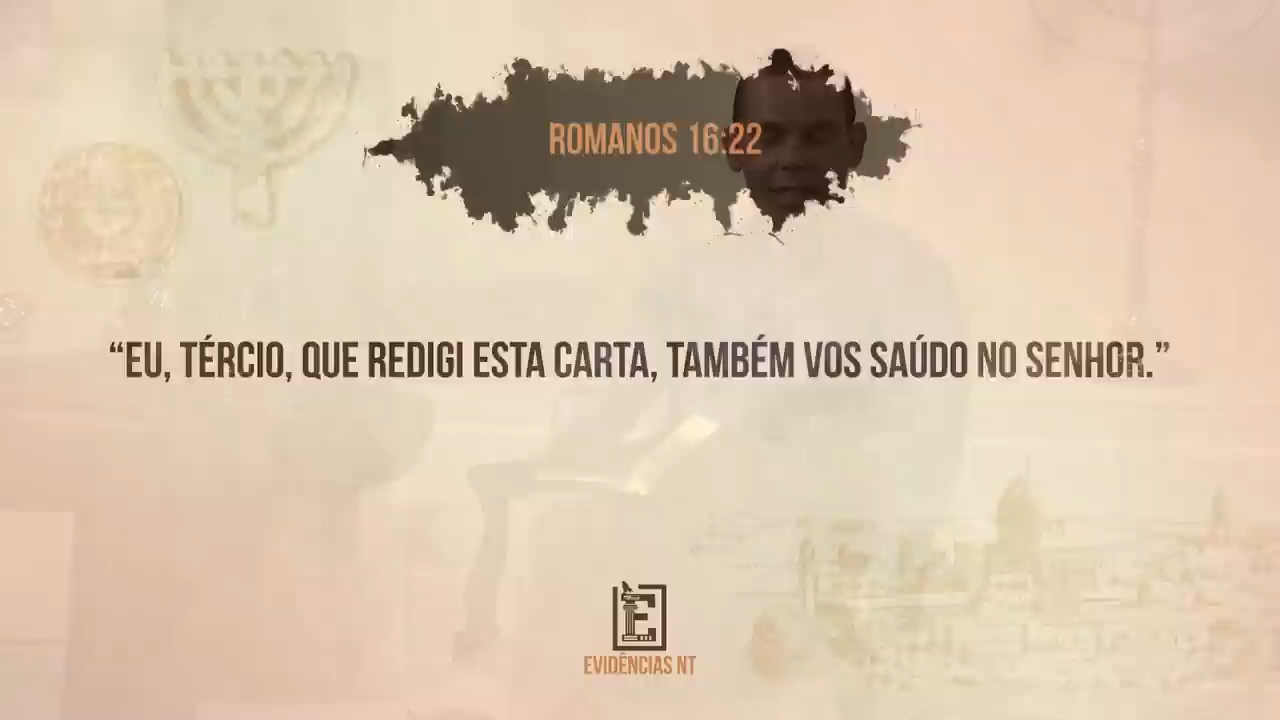 ROMANOS 16:22
“EU, TÉRCIO, QUE REDIGI ESTA CARTA, TAMBÉM VOS SAÚDO NO SENHOR.”
E
EVIDÊNCIAS NT